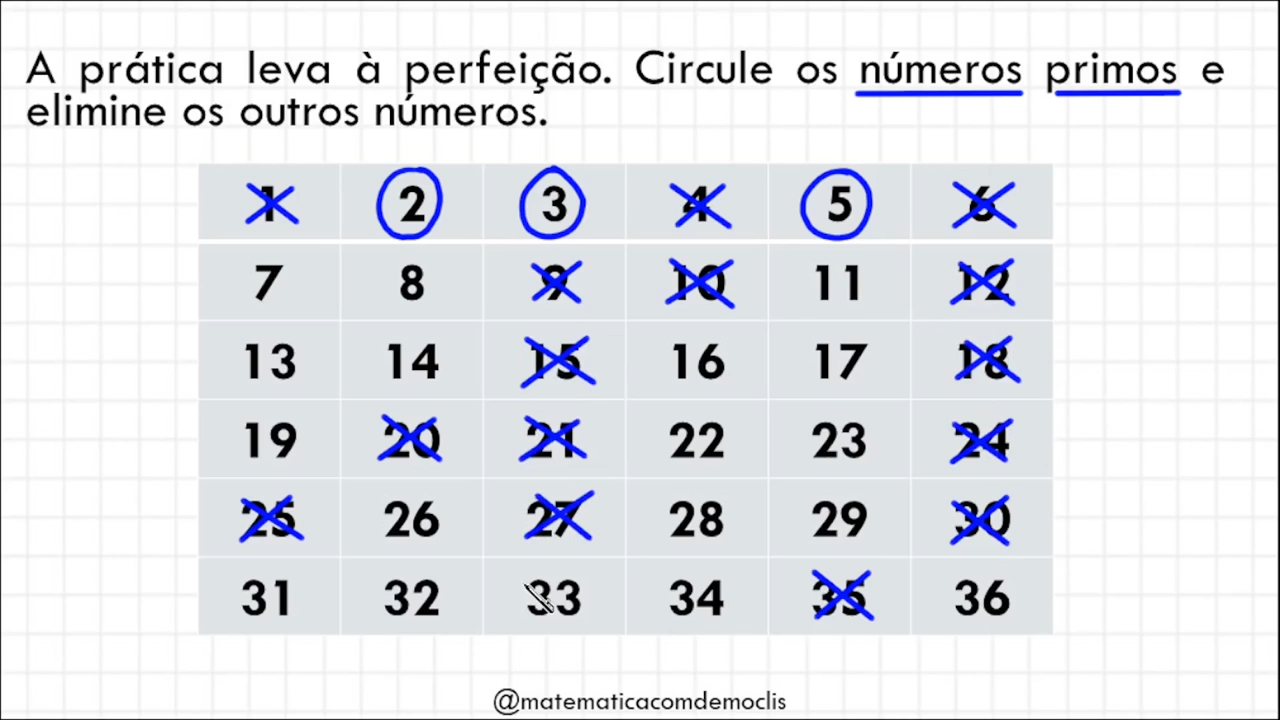 A prática leva à perfeição. Circule os números primos e
elimine os outros números.
1 2 3 4 5 6
7 8 9 10 11 12
13 14 15 16 17 18
19 20 21 22 23 24
25 26 27 28 29 30
31 32 33 34 35 36
@matematicacomdemoclis